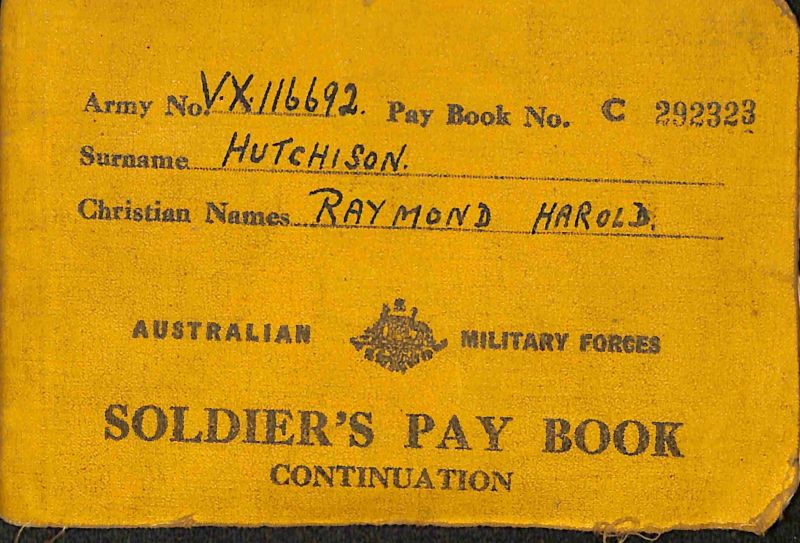 Army No. V.X.116692. Pay Book No. C 292323
Surname HUTCHISON.
Christian Names RAYMOND HAROLD.
AUSTRALIAN MILITARY FORCES
SOLDIER'S PAY BOOK
CONTINUATION